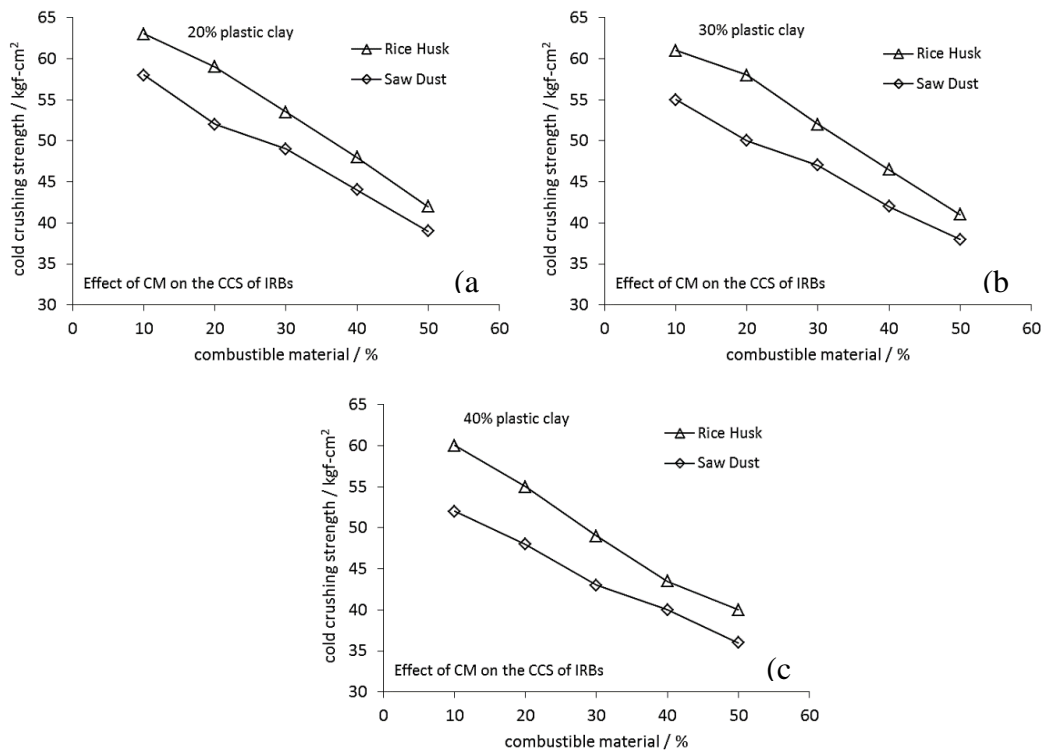 20% plastic clay
Rice Husk
Saw Dust
cold crushing strength / kgf-cm²
65
60
55
50
45
40
35
30
Effect of CM on the CCS of IRBs
(a
0 10 20 30 40 50 60
combustible material / %
30% plastic clay
Rice Husk
Saw Dust
cold crushing strength / kgf-cm²
65
60
55
50
45
40
35
30
Effect of CM on the CCS of IRBs
(b
0 10 20 30 40 50 60
combustible material / %
40% plastic clay
Rice Husk
Saw Dust
cold crushing strength / kgf-cm²
65
60
55
50
45
40
35
30
Effect of CM on the CCS of IRBs
(c
0 10 20 30 40 50 60
combustible material / %